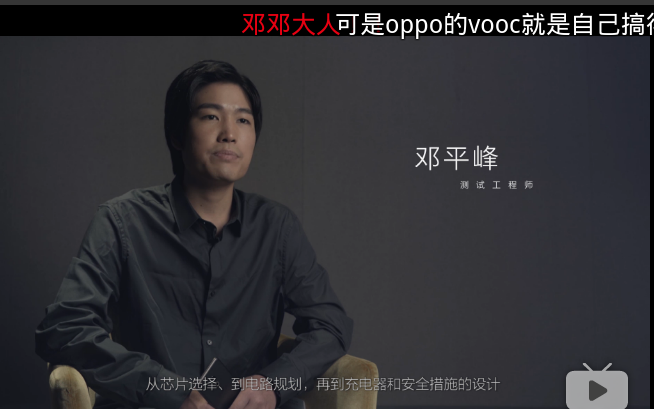 邓邓大人可是oppo的vooc就是自己搞得
邓平峰
测试工程师
从芯片选择、到电路规划，再到充电器和安全措施的设计